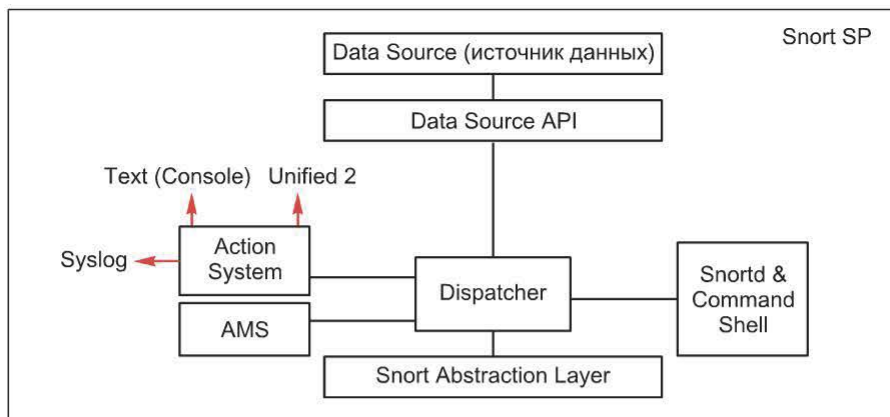 Snort SP
Data Source (источник данных)
Data Source API
Text (Console)
Unified 2
Syslog
Action
System
AMS
Dispatcher
Snortd &
Command
Shell
Snort Abstraction Layer